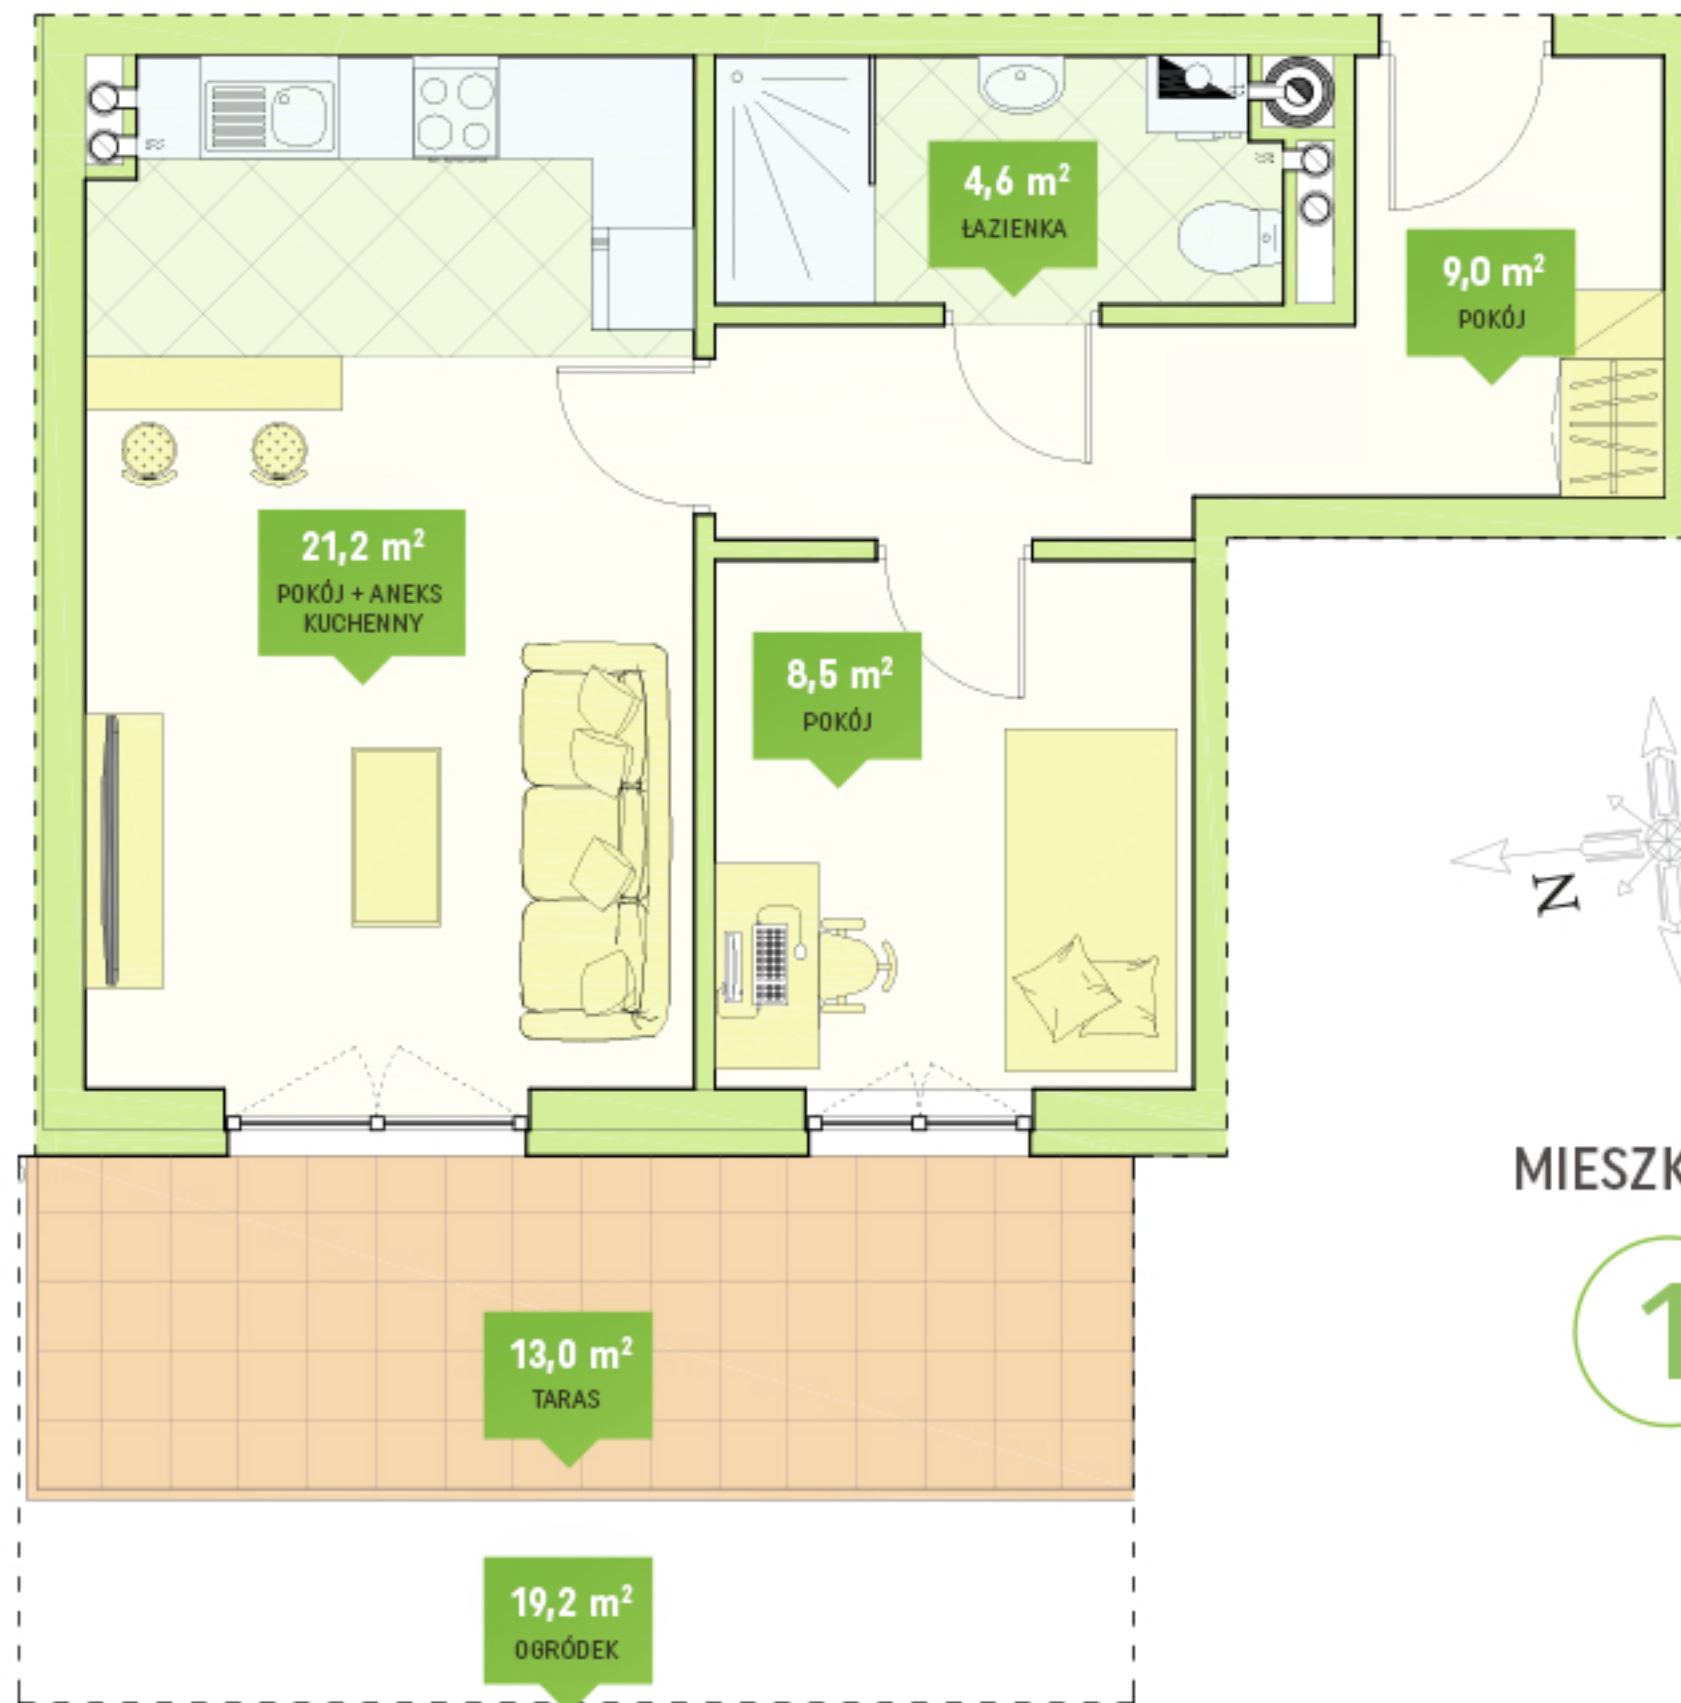 4,6 m²
ŁAZIENKA
9,0 m²
POKÓJ
21,2 m²
POKÓJ + ANEKS
KUCHENNY
8,5 m²
POKÓJ
N
MIESZK
1
13,0 m²
TARAS
19,2 m²
OGRÓDEK